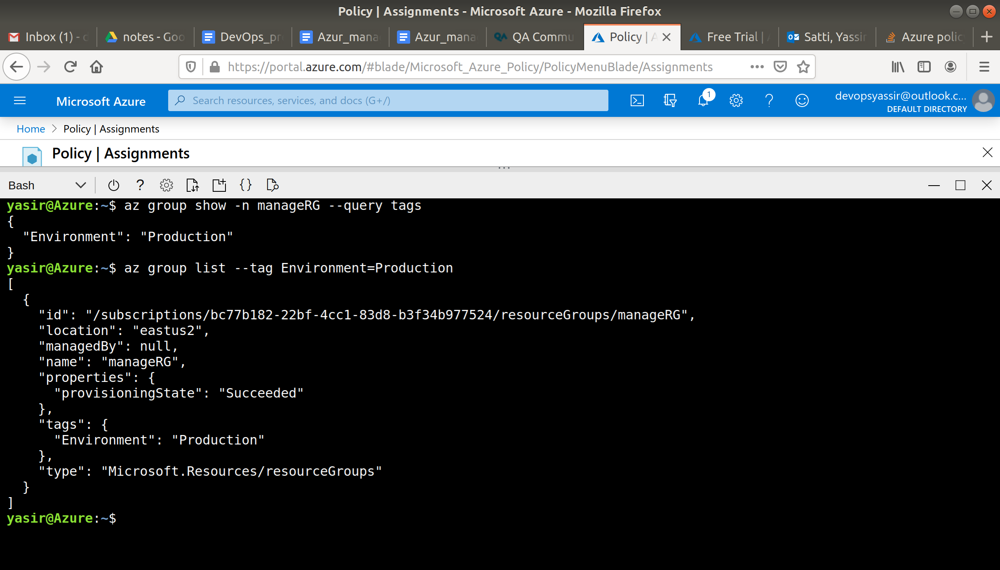 Policy | Assignments - Microsoft Azure - Mozilla Firefox
Inbox (1) - notes - Goo DevOps_pr Azur_mana Azur_mana QA Commu Policy | A Free Trial | Satti, Yassir Azure polic
https://portal.azure.com/#blade/Microsoft_Azure_Policy/PolicyMenuBlade/Assignments
Microsoft Azure Search resources, services, and docs (G+/) 1 devopsyassir@outlook.c...
DEFAULT DIRECTORY
Home > Policy | Assignments
Policy | Assignments
Bash
yasir@Azure:~$ az group show -n manageRG --query tags
{
  "Environment": "Production"
}
yasir@Azure:~$ az group list --tag Environment=Production
[
  {
    "id": "/subscriptions/bc77b182-22bf-4cc1-83d8-b3f34b977524/resourceGroups/manageRG",
    "location": "eastus2",
    "managedBy": null,
    "name": "manageRG",
    "properties": {
      "provisioningState": "Succeeded"
    },
    "tags": {
      "Environment": "Production"
    },
    "type": "Microsoft.Resources/resourceGroups"
  }
]
yasir@Azure:~$